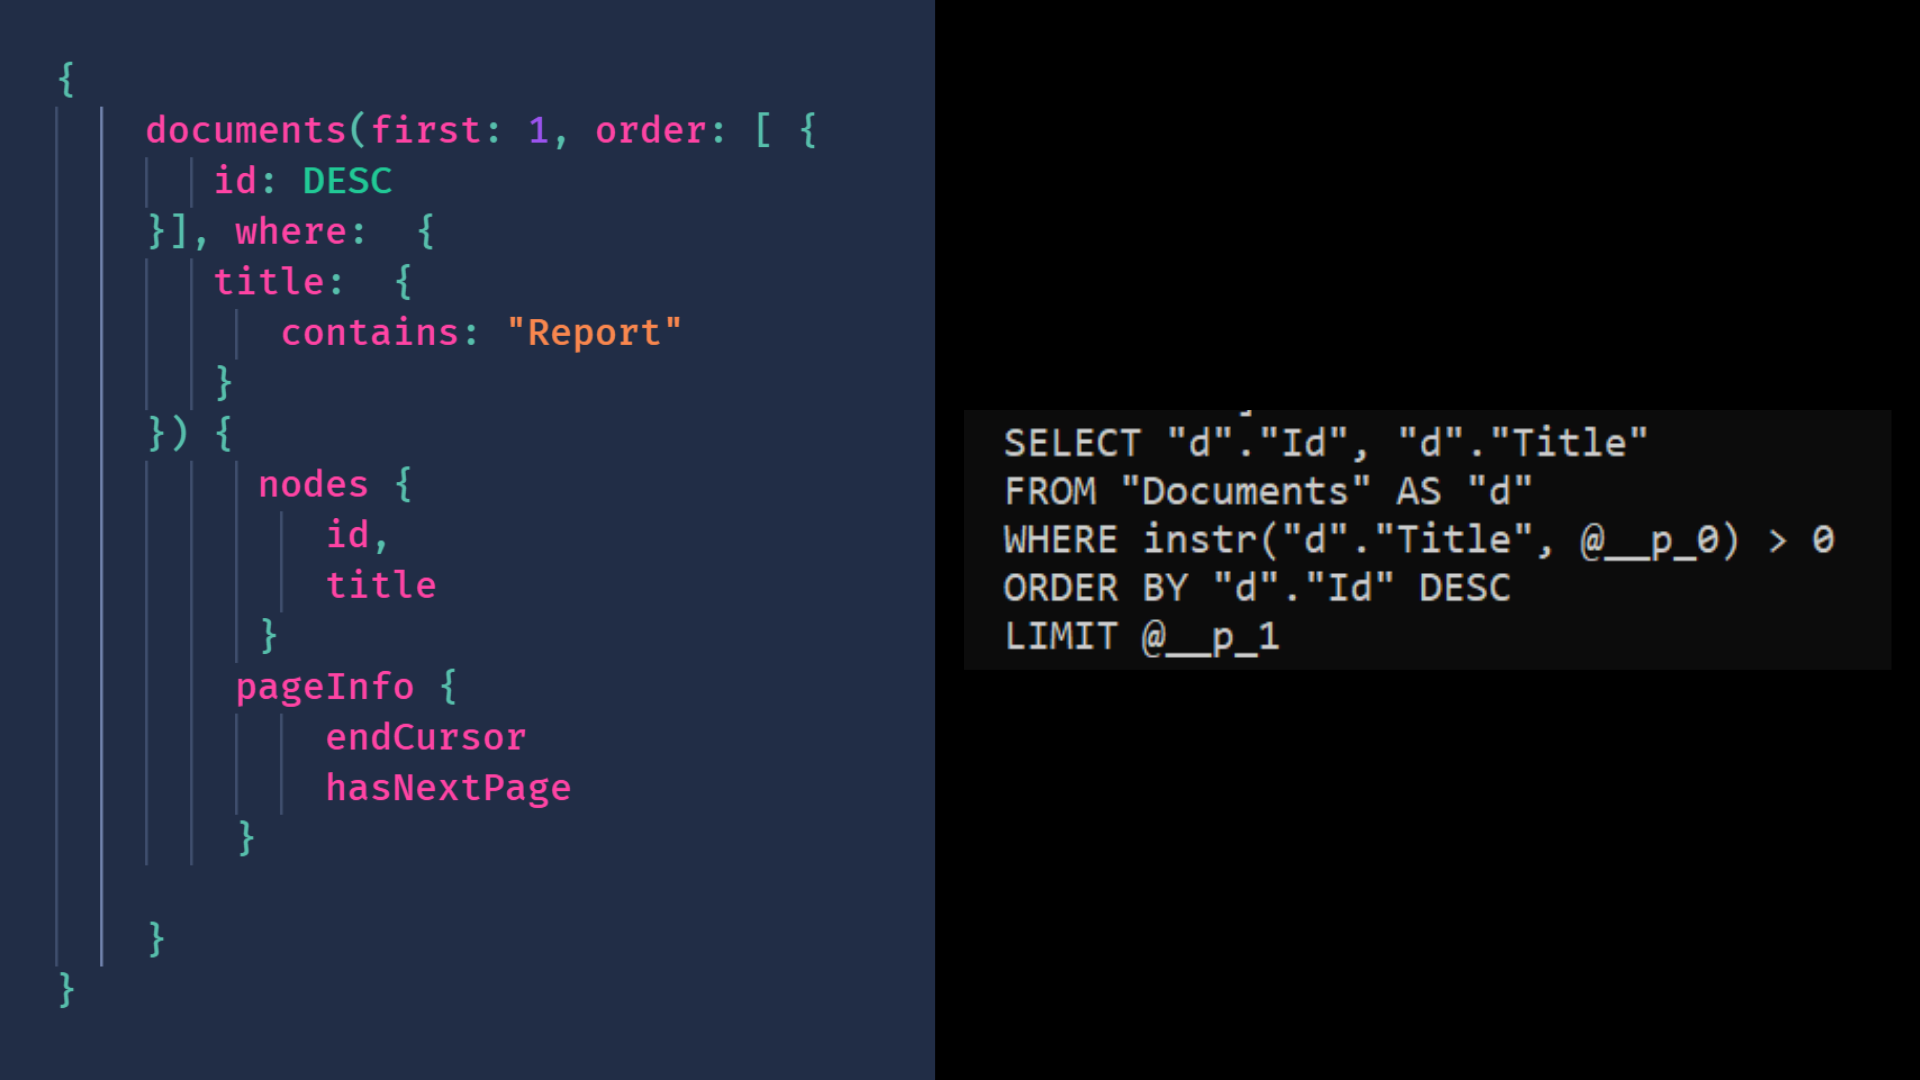 {
documents(first: 1, order: [ {
id: DESC
}], where:  {
title:  {
contains: "Report"
}
}) {
nodes {
id,
title
}
pageInfo {
endCursor
hasNextPage
}
}
}
SELECT "d"."Id", "d"."Title"
FROM "Documents" AS "d"
WHERE instr("d"."Title", @__p_0) > 0
ORDER BY "d"."Id" DESC
LIMIT @__p_1